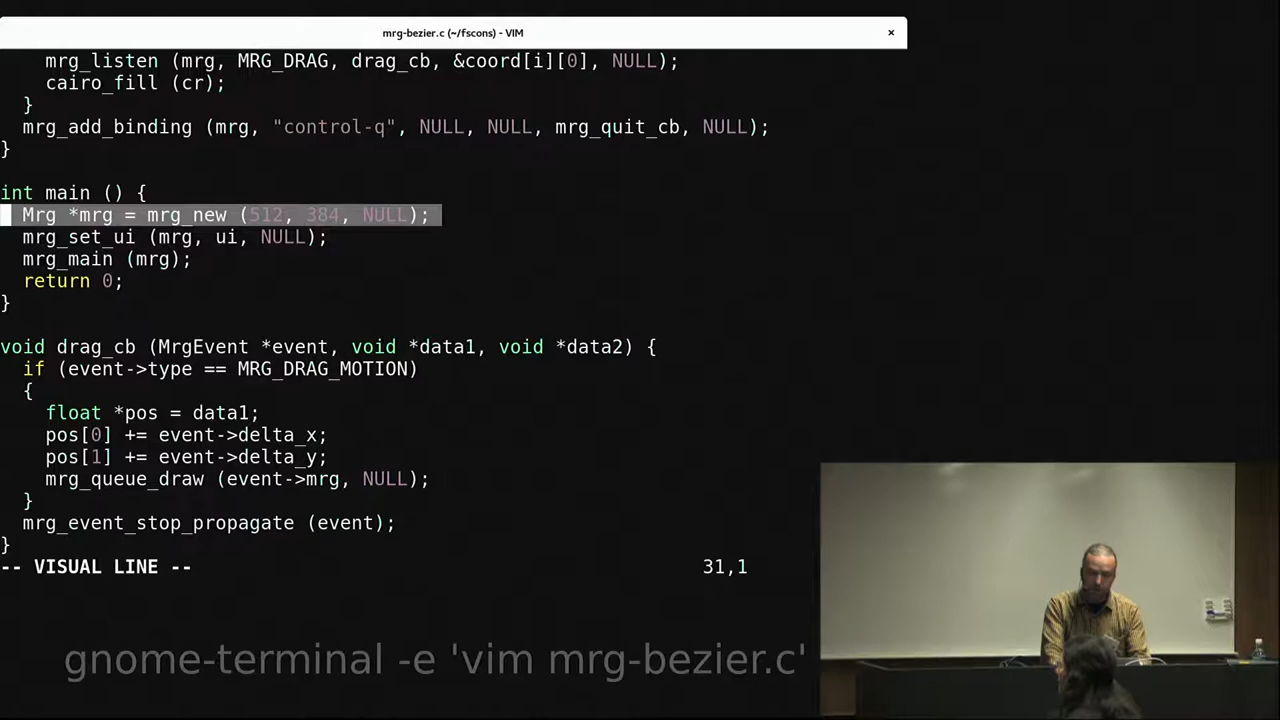 mrg-bezier.c (~/fscons) - VIM
×
    mrg_listen (mrg, MRG_DRAG, drag_cb, &coord[i][0], NULL);
    cairo_fill (cr);
  }
  mrg_add_binding (mrg, "control-q", NULL, NULL, mrg_quit_cb, NULL);
}
int main () {
  Mrg *mrg = mrg_new (512, 384, NULL);
  mrg_set_ui (mrg, ui, NULL);
  mrg_main (mrg);
  return 0;
}
void drag_cb (MrgEvent *event, void *data1, void *data2) {
  if (event->type == MRG_DRAG_MOTION)
  {
    float *pos = data1;
    pos[0] += event->delta_x;
    pos[1] += event->delta_y;
    mrg_queue_draw (event->mrg, NULL);
  }
  mrg_event_stop_propagate (event);
}
-- VISUAL LINE -- 31,1
gnome-terminal -e 'vim mrg-bezier.c'